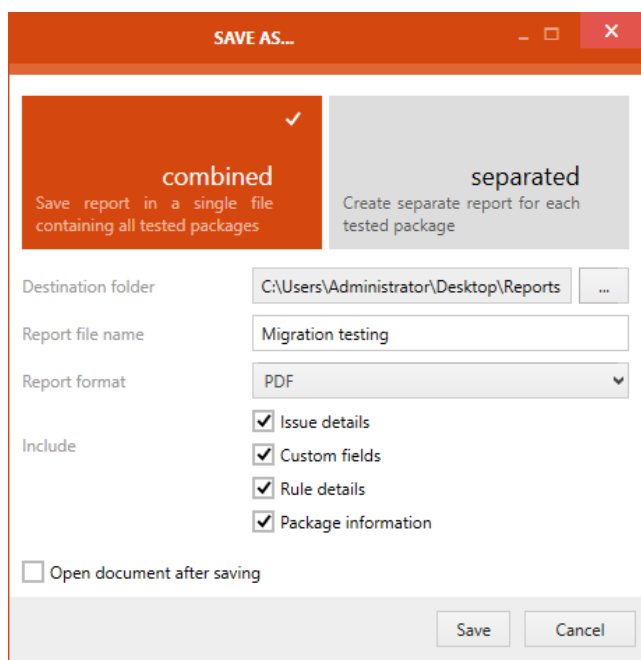 SAVE AS...
combined
Save report in a single file
containing all tested packages
separated
Create separate report for each
tested package
Destination folder
C:\Users\Administrator\Desktop\Reports
...
Report file name
Migration testing
Report format
PDF
Include
Issue details
Custom fields
Rule details
Package information
Open document after saving
Save
Cancel